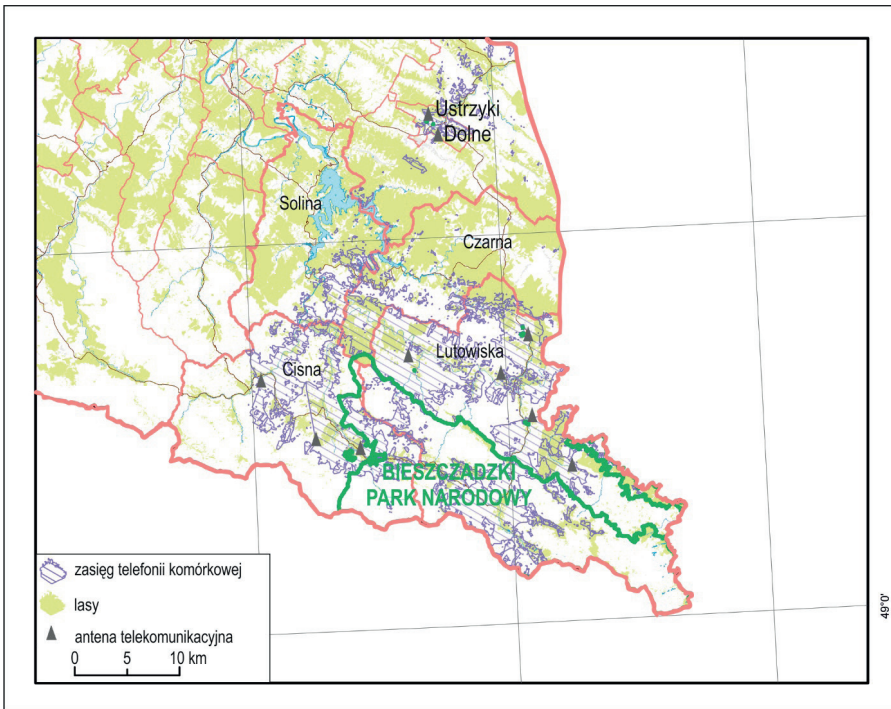 Ustrzyki
Dolne
Solina
Czarna
Lutowiska
Cisna
BIESZCZADZKI
PARK NARODOWY
zasięg telefonii komórkowej
lasy
antena telekomunikacyjna
0 5 10 km
49°0'